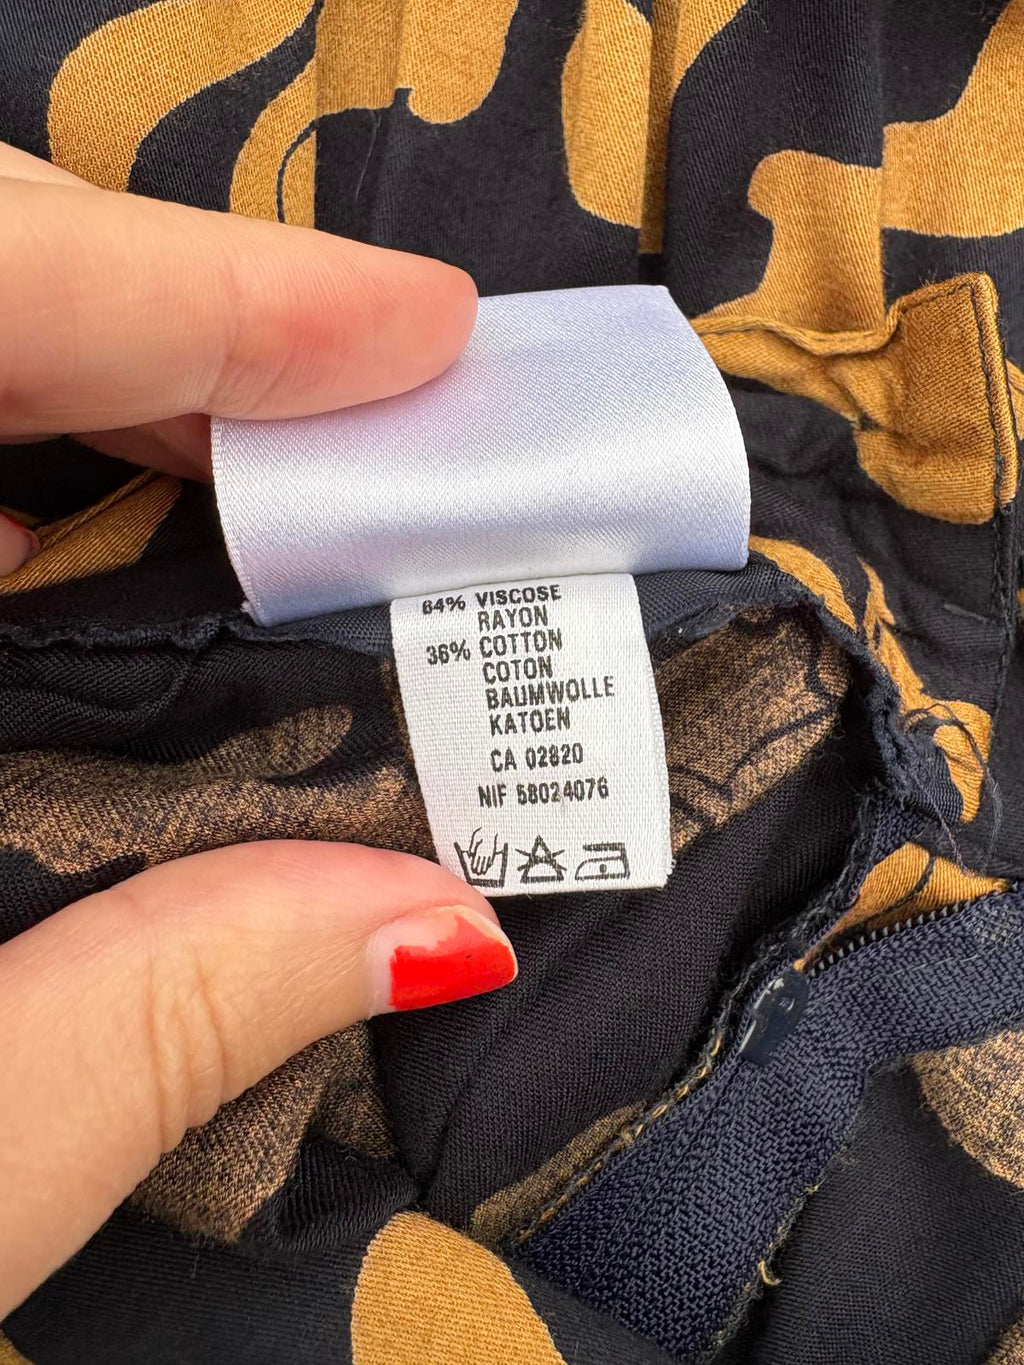 64% VISCOSE
RAYON
36% COTTON
COTON
BAUMWOLLE
KATOEN
CA 02820
NIF 58024076